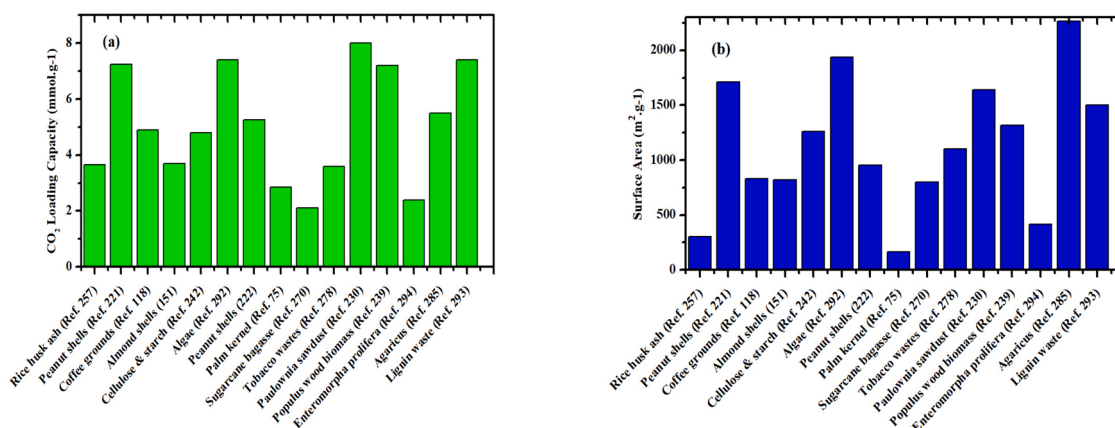 (a)
CO2 Loading Capacity (mmol.g-1)
8
6
4
2
0
Rice husk ash (Ref. 257)
Peanut shells (Ref. 221)
Coffee grounds (Ref. 118)
Almond shells (151)
Cellulose & starch (Ref. 242)
Algae (Ref. 292)
Peanut shells (222)
Palm kernel (Ref. 75)
Sugarcane bagasse (Ref. 270)
Tobacco wastes (Ref. 278)
Paulownia sawdust (Ref. 230)
Populus wood biomass (Ref. 239)
Enteromorpha prolifera (Ref. 294)
Agaricus (Ref. 285)
Lignin waste (Ref. 293)
(b)
Surface Area (m2.g-1)
2000
1500
1000
500
0
Rice husk ash (Ref. 257)
Peanut shells (Ref. 221)
Coffee grounds (Ref. 118)
Almond shells (151)
Cellulose & starch (Ref. 242)
Algae (Ref. 292)
Peanut shells (222)
Palm kernel (Ref. 75)
Sugarcane bagasse (Ref. 270)
Tobacco wastes (Ref. 278)
Paulownia sawdust (Ref. 230)
Populus wood biomass (Ref. 239)
Enteromorpha prolifera (Ref. 294)
Agaricus (Ref. 285)
Lignin waste (Ref. 293)